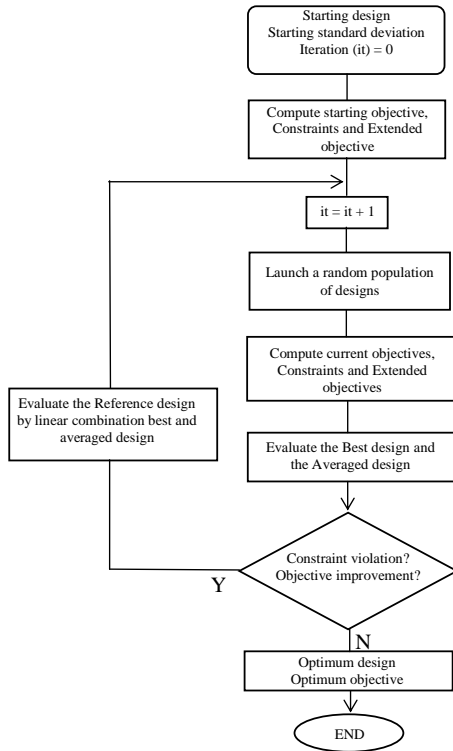 Starting design
Starting standard deviation
Iteration (it) = 0
Compute starting objective,
Constraints and Extended
objective
it = it + 1
Launch a random population
of designs
Compute current objectives,
Constraints and Extended
objectives
Evaluate the Reference design
by linear combination best and
averaged design
Evaluate the Best design and
the Averaged design
Constraint violation?
Objective improvement?
Y
N
Optimum design
Optimum objective
END